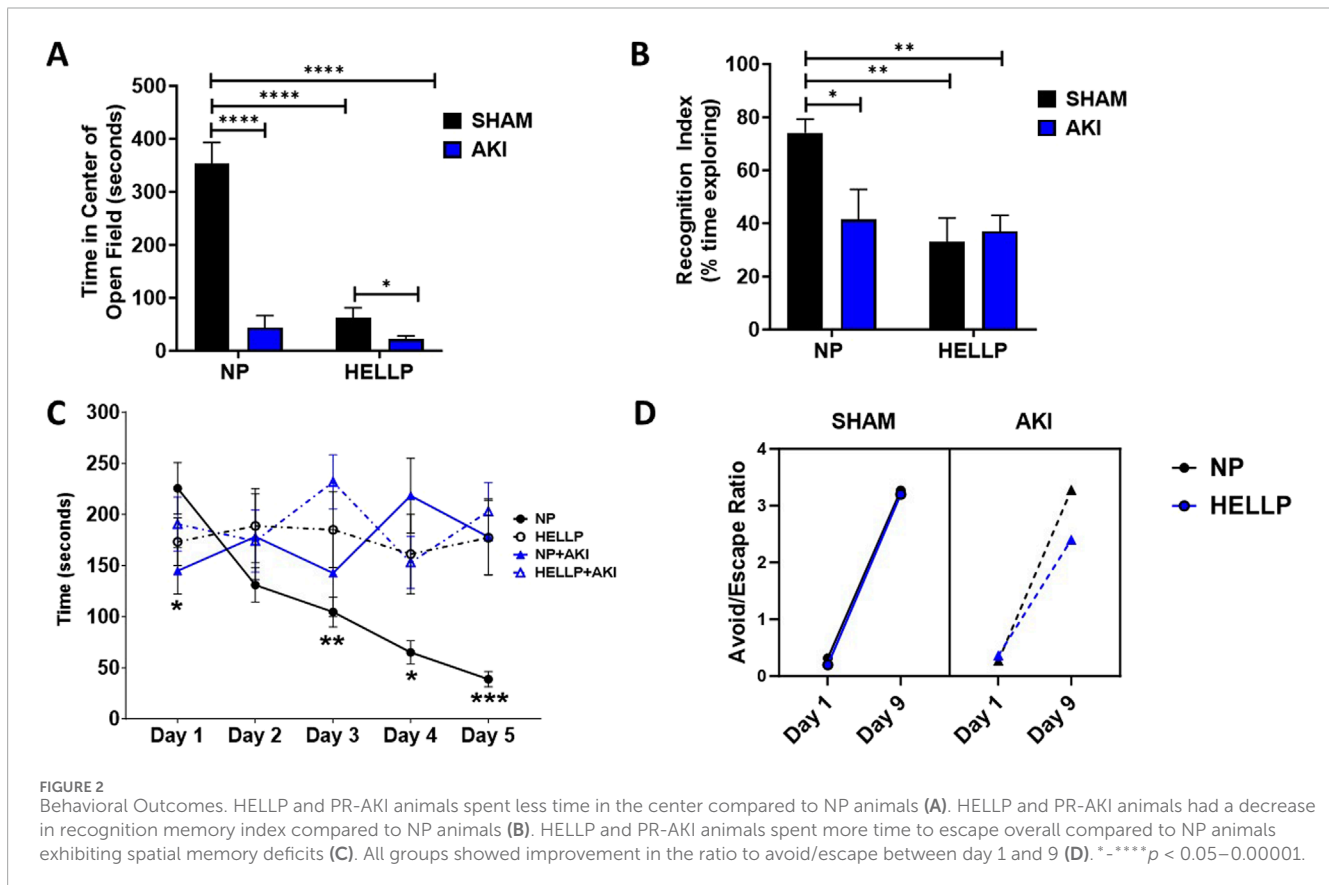 A
****
****
****
*
500
400
300
200
100
0
Time in Center of
Open Field (seconds)
NP
HELLP
SHAM
AKI
B
**
**
*
100
80
60
40
20
0
Recognition Index
(% time exploring)
NP
HELLP
SHAM
AKI
C
300
250
200
150
100
50
0
Time (seconds)
*
**
*
***
Day 1
Day 2
Day 3
Day 4
Day 5
NP
HELLP
NP+AKI
HELLP+AKI
D
SHAM
AKI
4
3
2
1
0
Avoid/Escape Ratio
Day 1
Day 9
Day 1
Day 9
NP
HELLP
FIGURE 2
Behavioral Outcomes. HELLP and PR-AKI animals spent less time in the center compared to NP animals (A). HELLP and PR-AKI animals had a decrease
in recognition memory index compared to NP animals (B). HELLP and PR-AKI animals spent more time to escape overall compared to NP animals
exhibiting spatial memory deficits (C). All groups showed improvement in the ratio to avoid/escape between day 1 and 9 (D). *-****p < 0.05–0.00001.